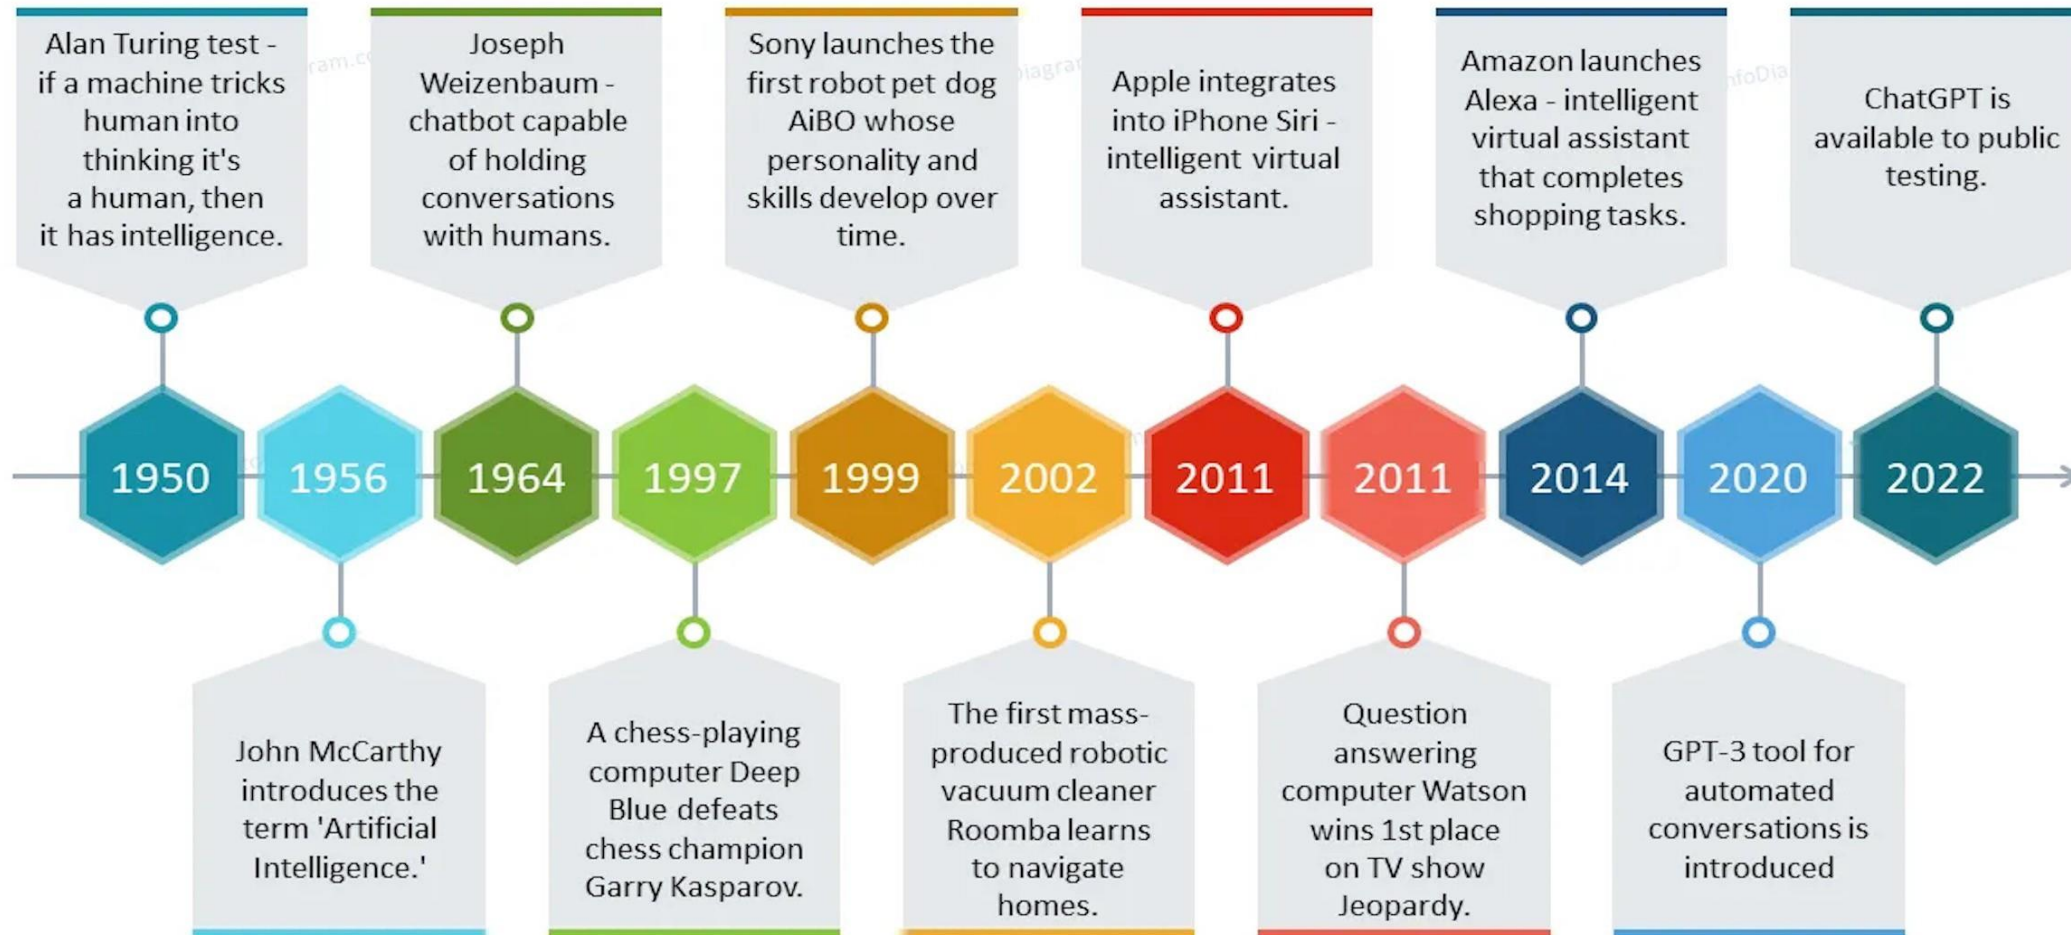 Alan Turing test -
if a machine tricks
human into
thinking it's
a human, then
it has intelligence.
Joseph
Weizenbaum -
chatbot capable
of holding
conversations
with humans.
Sony launches the
first robot pet dog
AiBO whose
personality and
skills develop over
time.
Apple integrates
into iPhone Siri -
intelligent virtual
assistant.
Amazon launches
Alexa - intelligent
virtual assistant
that completes
shopping tasks.
ChatGPT is
available to public
testing.
1950
1956
1964
1997
1999
2002
2011
2011
2014
2020
2022
John McCarthy
introduces the
term 'Artificial
Intelligence.'
A chess-playing
computer Deep
Blue defeats
chess champion
Garry Kasparov.
The first mass-
produced robotic
vacuum cleaner
Roomba learns
to navigate
homes.
Question
answering
computer Watson
wins 1st place
on TV show
Jeopardy.
GPT-3 tool for
automated
conversations is
introduced